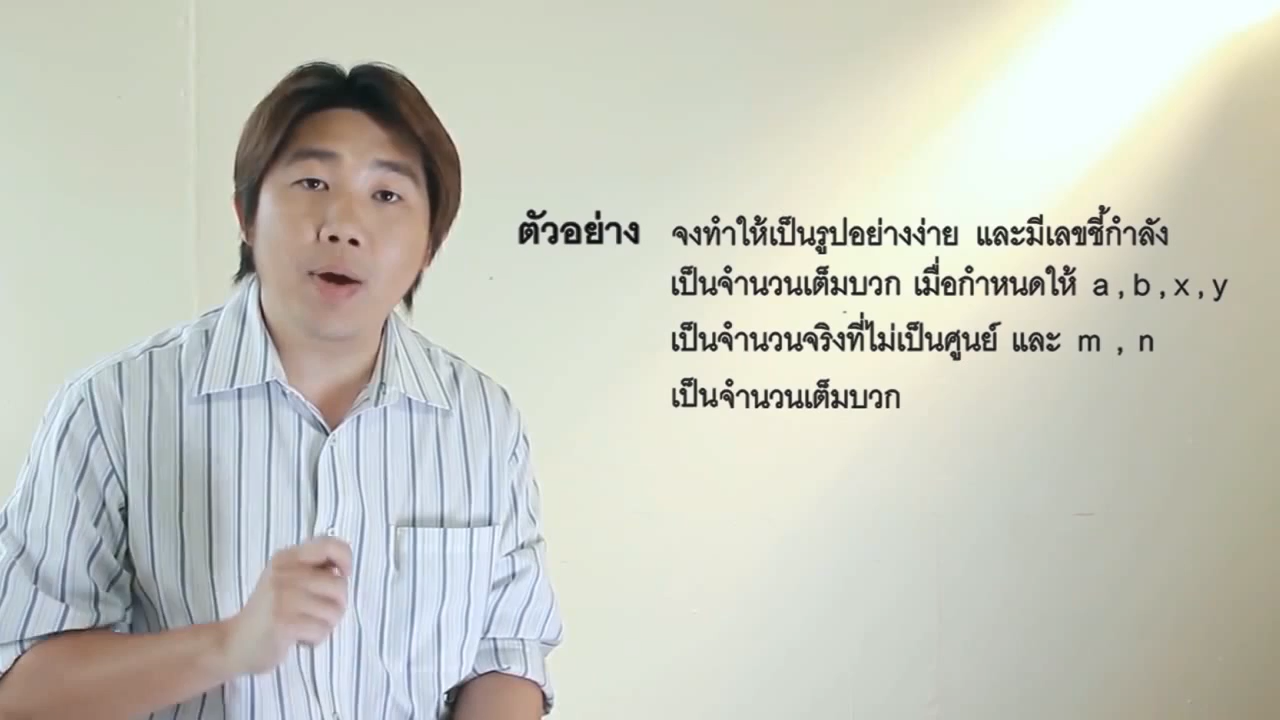 ตัวอย่าง จงทำให้เป็นรูปอย่างง่าย และมีเลขชี้กำลัง
เป็นจำนวนเต็มบวก เมื่อกำหนดให้ a , b , x , y
เป็นจำนวนจริงที่ไม่เป็นศูนย์ และ m , n
เป็นจำนวนเต็มบวก